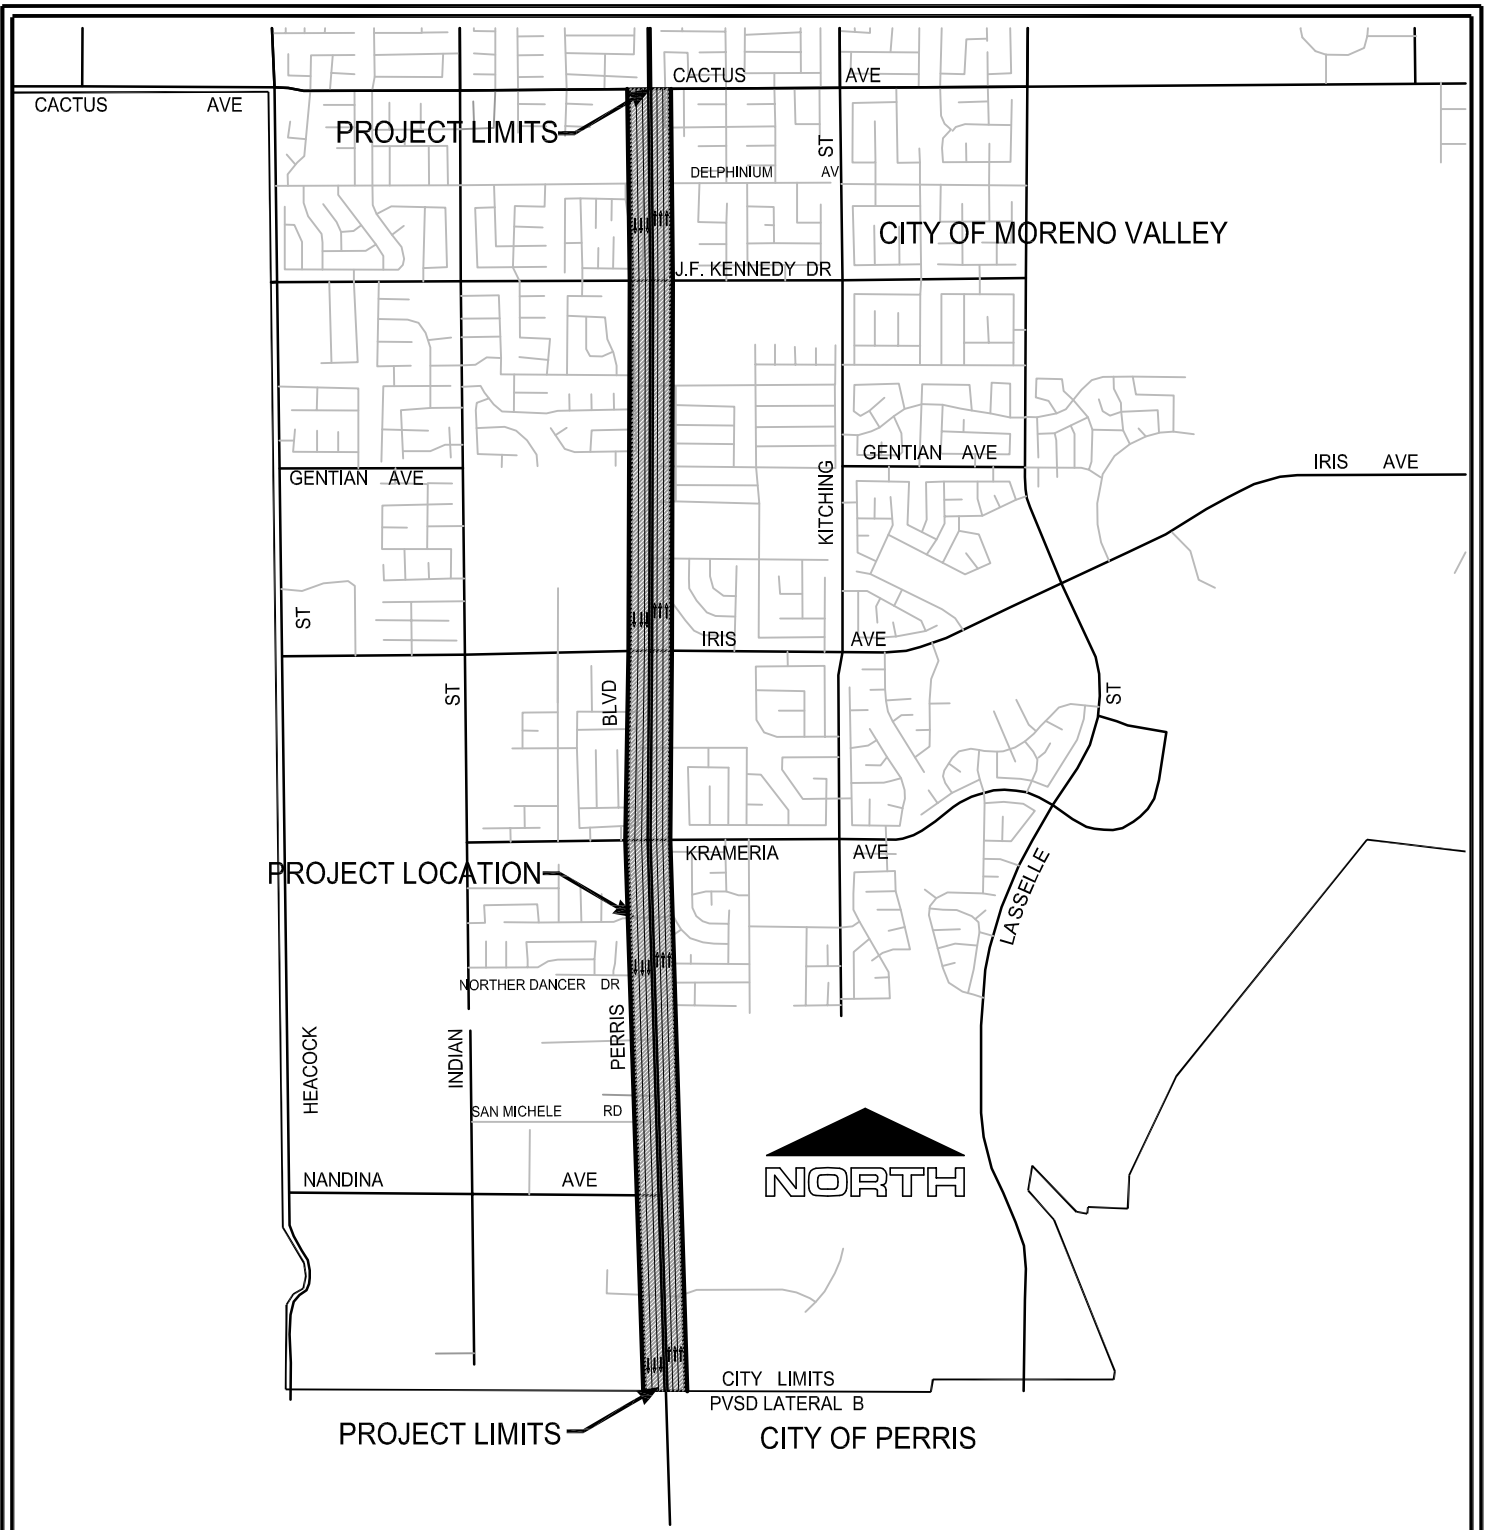 CACTUS AVE
CACTUS AVE
PROJECT LIMITS
ST
DELPHINIUM AV
CITY OF MORENO VALLEY
J.F. KENNEDY DR
GENTIAN AVE
IRIS AVE
GENTIAN AVE
KITCHING
ST
IRIS AVE
ST
BLVD
ST
KRAMERIA AVE
PROJECT LOCATION
LASSELLE
NORTHER DANCER DR
PERRIS
HEACOCK
INDIAN
SAN MICHELE RD
NORTH
NANDINA AVE
CITY LIMITS
PVSD LATERAL B
PROJECT LIMITS
CITY OF PERRIS